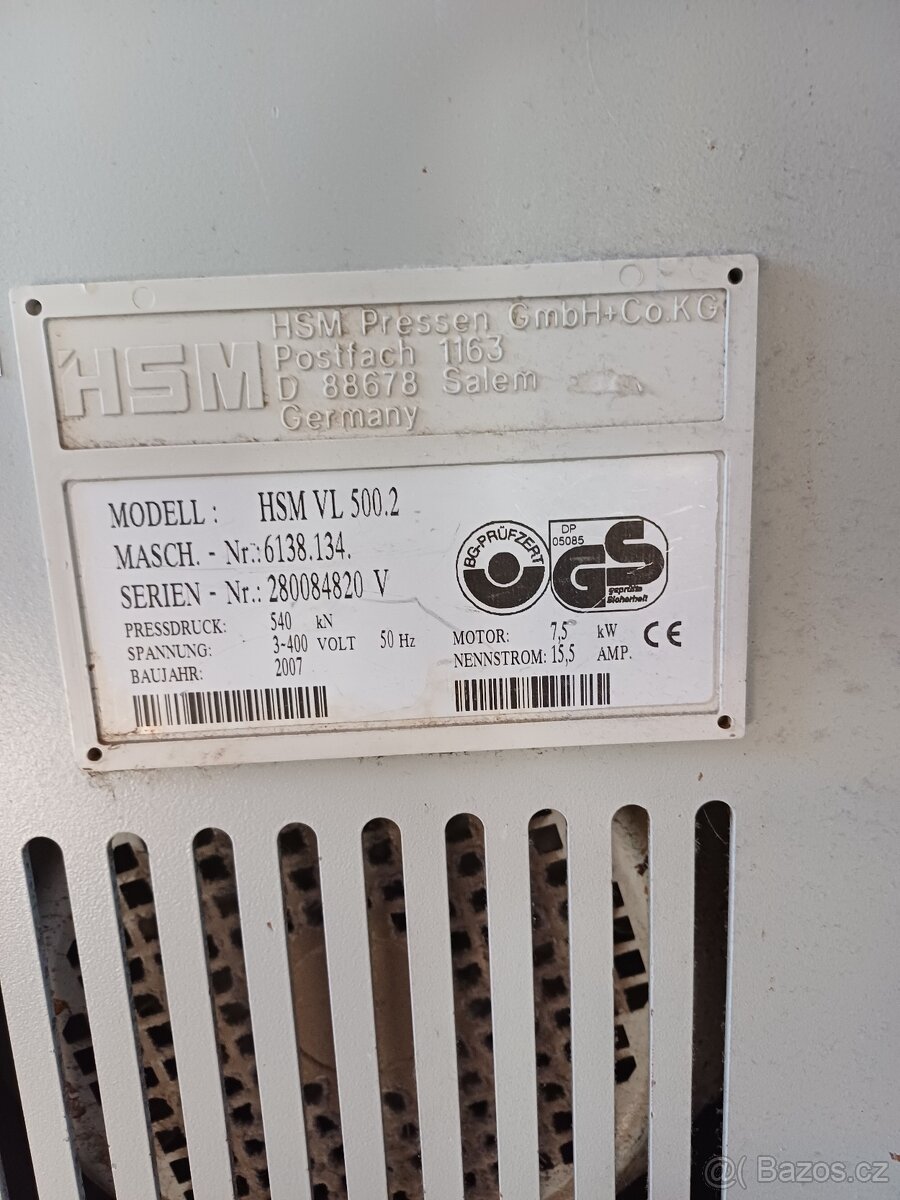 HSM
HSM Pressen GmbH+Co.KG
Postfach 1163
D 88678 Salem
Germany
MODELL : HSM VL 500.2
MASCH. - Nr.: 6138.134.
SERIEN - Nr.: 280084820 V
PRESSDRUCK: 540 kN
SPANNUNG: 3-400 VOLT 50 Hz
BAUJAHR: 2007
BG-PRÜFZERT
DP
05085
GS
geprüfte
Sicherheit
MOTOR: 7,5 kW
NENNSTROM: 15,5 AMP.
CE
Bazos.cz